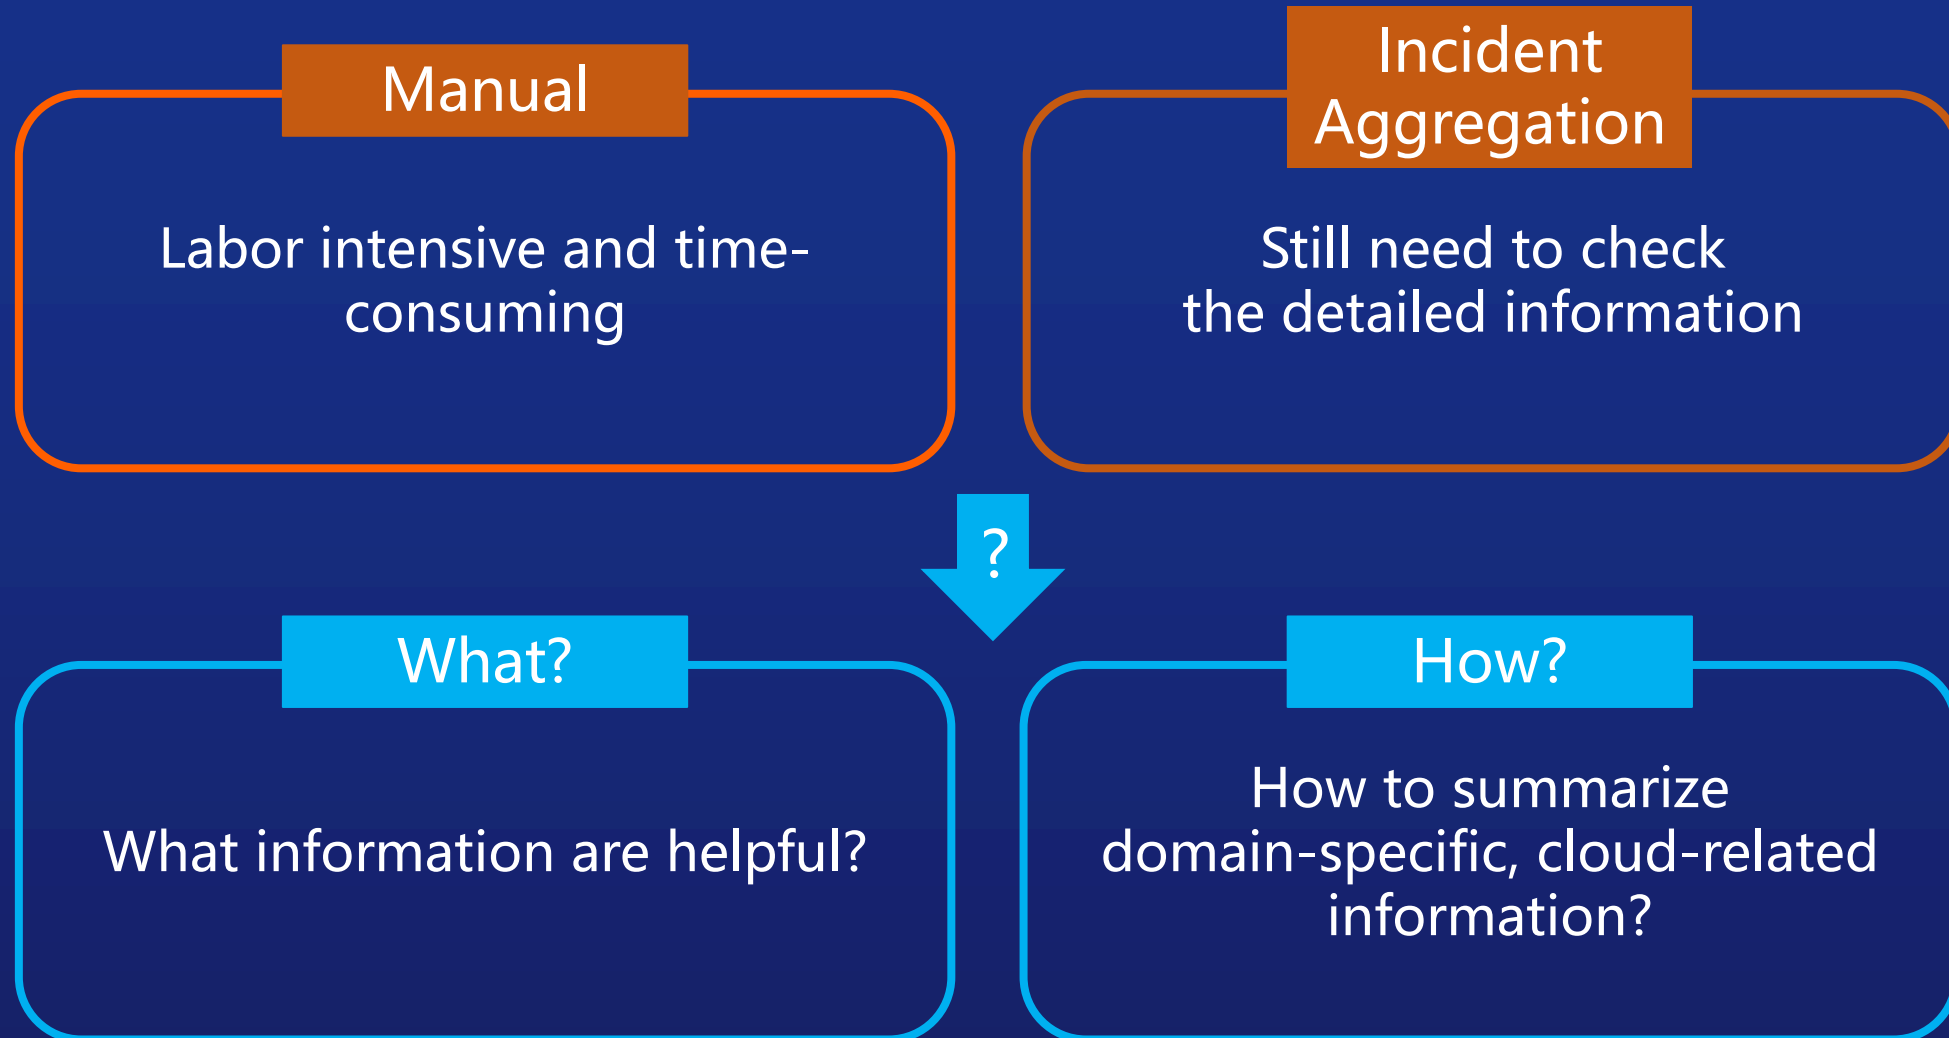 Manual
Labor intensive and time-
consuming
Incident
Aggregation
Still need to check
the detailed information
?
What?
What information are helpful?
How?
How to summarize
domain-specific, cloud-related
information?